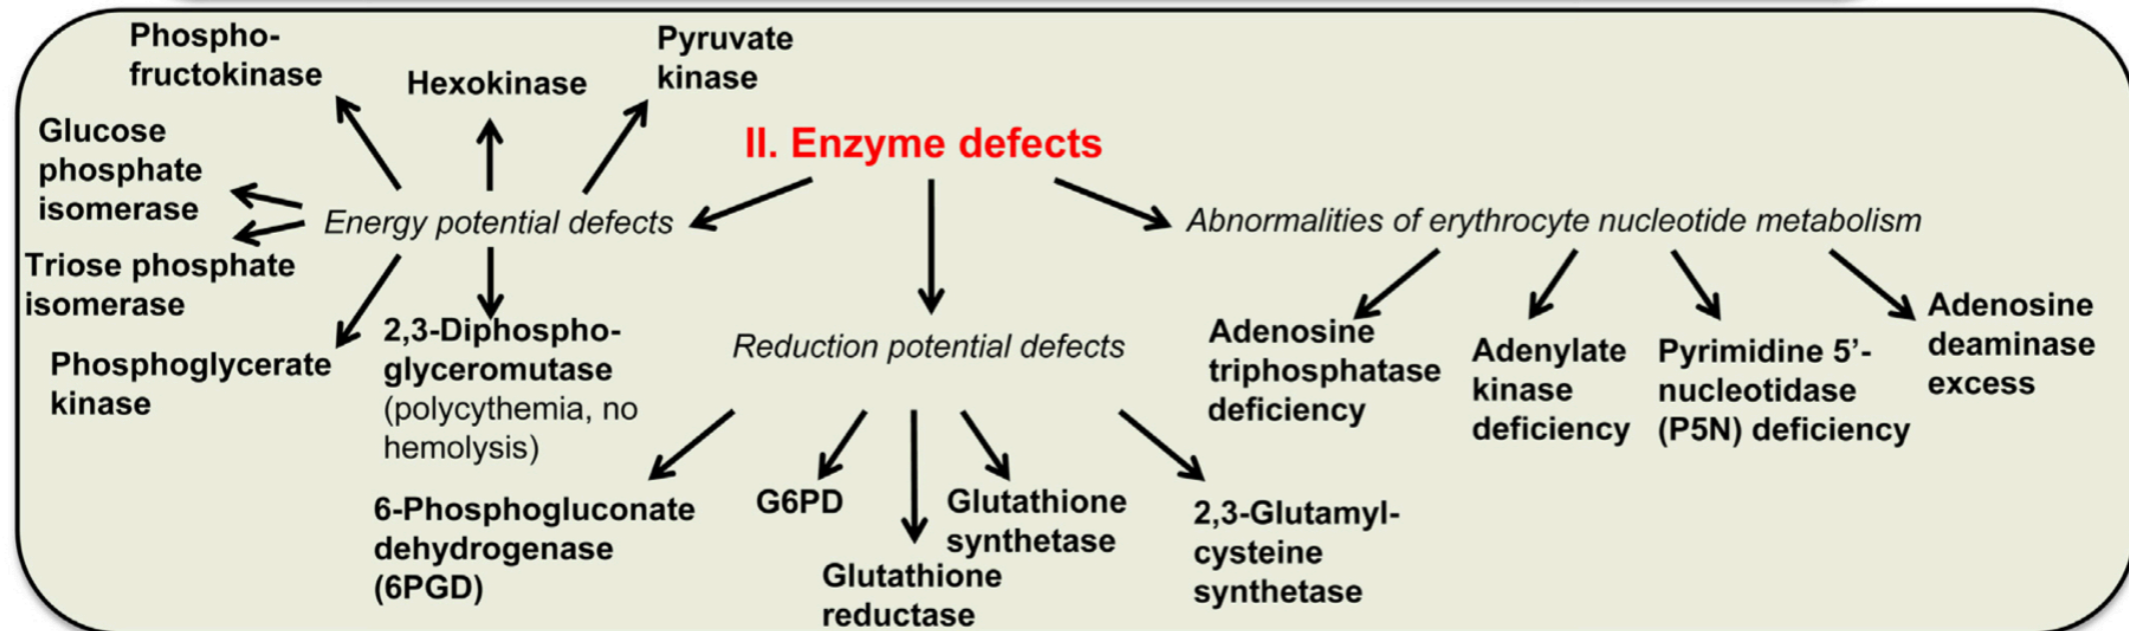 Phospho-
fructokinase
Hexokinase
Pyruvate
kinase
Glucose
phosphate
isomerase
II. Enzyme defects
Energy potential defects
Abnormalities of erythrocyte nucleotide metabolism
Triose phosphate
isomerase
Phosphoglycerate
kinase
2,3-Diphospho-
glyceromutase
(polycythemia, no
hemolysis)
Reduction potential defects
Adenosine
triphosphatase
deficiency
Adenylate
kinase
deficiency
Pyrimidine 5’-
nucleotidase
(P5N) deficiency
Adenosine
deaminase
excess
6-Phosphogluconate
dehydrogenase
(6PGD)
G6PD
Glutathione
reductase
Glutathione
synthetase
2,3-Glutamyl-
cysteine
synthetase